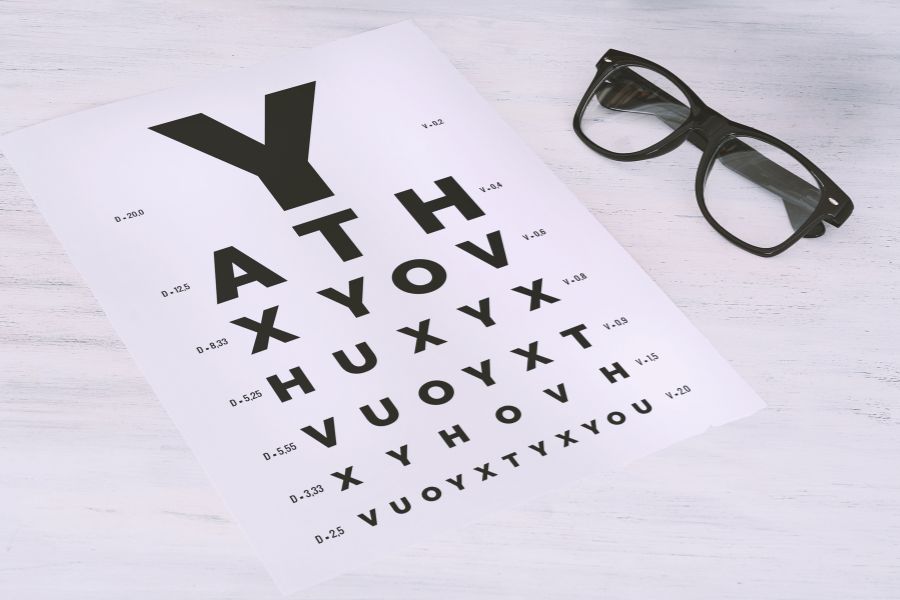 D = 20,0 Y V = 0,2
D = 12,5 A T H V = 0,4
D = 8,33 X Y O V V = 0,6
D = 5,25 H U X Y X V = 0,8
D = 5,55 V U O Y X T V = 0,9
D = 3,33 X Y H O V H V = 1,5
D = 2,5 V U O Y X T Y X Y O U V = 2,0